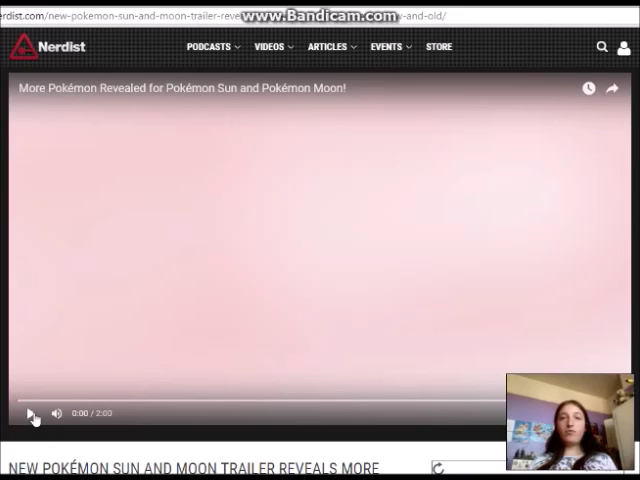 www.Bandicam.com
erdist.com/new-pokemon-sun-and-moon-trailer-reve
w-and-old/
Nerdist
PODCASTS
VIDEOS
ARTICLES
EVENTS
STORE
More Pokémon Revealed for Pokémon Sun and Pokémon Moon!
0:00 / 2:00
NEW POKÉMON SUN AND MOON TRAILER REVEALS MORE